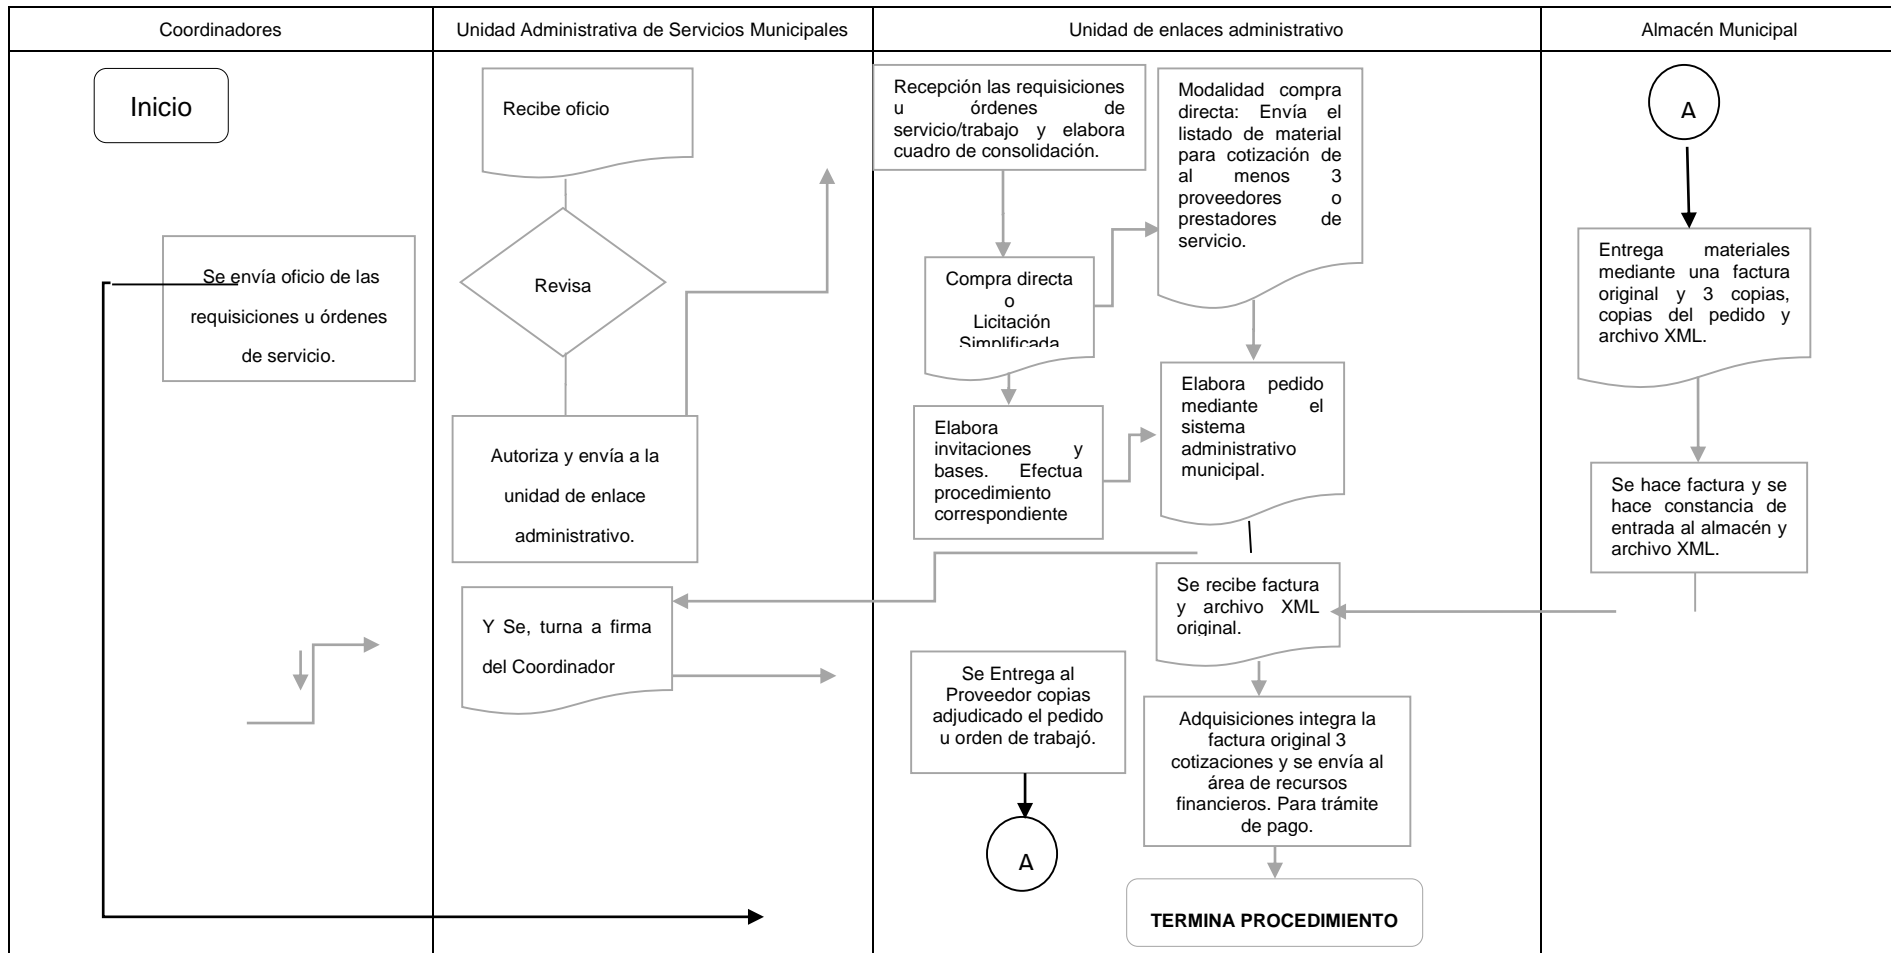 Coordinadores
Unidad Administrativa de Servicios Municipales
Unidad de enlaces administrativo
Almacén Municipal
Inicio
Se envía oficio de las
requisiciones u órdenes
de servicio.
Recibe oficio
Revisa
Autoriza y envía a la
unidad de enlace
administrativo.
Y Se, turna a firma
del Coordinador
Recepción las requisiciones
u órdenes de
servicio/trabajo y elabora
cuadro de consolidación.
Compra directa
o
Licitación
Simplificada
Elabora
invitaciones y
bases. Efectua
procedimiento
correspondiente
Modalidad compra
directa: Envía el
listado de material
para cotización de
al menos 3
proveedores o
prestadores de
servicio.
Elabora pedido
mediante el
sistema
administrativo
municipal.
Se recibe factura
y archivo XML
original.
Se Entrega al
Proveedor copias
adjudicado el pedido
u orden de trabajó.
A
Adquisiciones integra la
factura original 3
cotizaciones y se envía al
área de recursos
financieros. Para trámite
de pago.
TERMINA PROCEDIMIENTO
A
Entrega materiales
mediante una factura
original y 3 copias,
copias del pedido y
archivo XML.
Se hace factura y se
hace constancia de
entrada al almacén y
archivo XML.